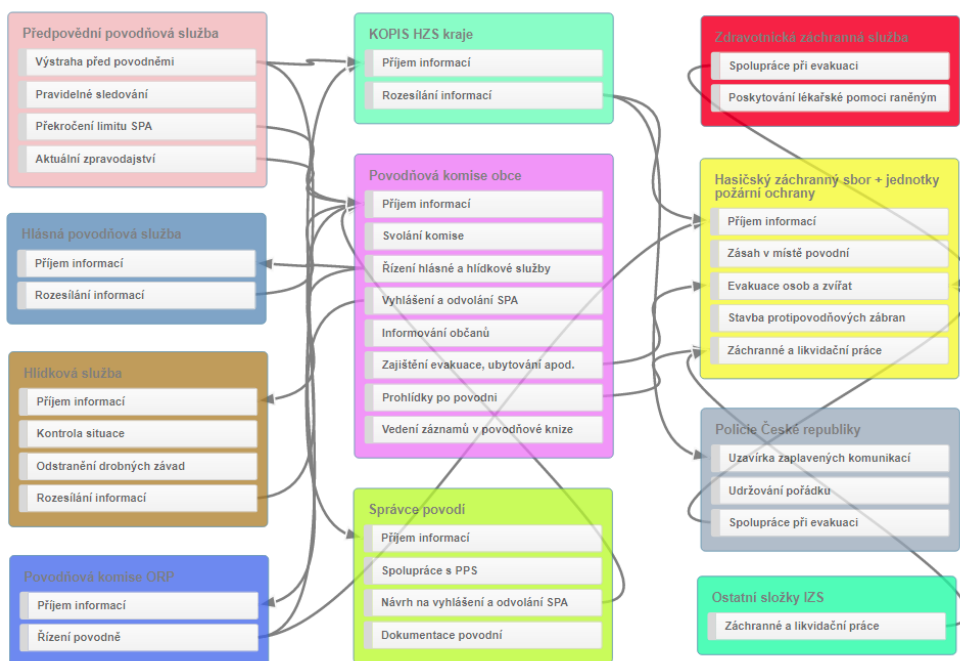 Předpovědní povodňová služba
Výstraha před povodněmi
Pravidelné sledování
Překročení limitu SPA
Aktuální zpravodajství
Hlásná povodňová služba
Příjem informací
Rozesílání informací
Hlídková služba
Příjem informací
Kontrola situace
Odstranění drobných závad
Rozesílání informací
Povodňová komise ORP
Příjem informací
Řízení povodně
KOPIS HZS kraje
Příjem informací
Rozesílání informací
Povodňová komise obce
Příjem informací
Svolání komise
Řízení hlásné a hlídkové služby
Vyhlášení a odvolání SPA
Informování občanů
Zajištění evakuace, ubytování apod.
Prohlídky po povodni
Vedení záznamů v povodňové knize
Správce povodí
Příjem informací
Spolupráce s PPS
Návrh na vyhlášení a odvolání SPA
Dokumentace povodní
Zdravotnická záchranná služba
Spolupráce při evakuaci
Poskytování lékařské pomoci raněným
Hasičský záchranný sbor + jednotky
požární ochrany
Příjem informací
Zásah v místě povodní
Evakuace osob a zvířat
Stavba protipovodňových zábran
Záchranné a likvidační práce
Policie České republiky
Uzavírka zaplavených komunikací
Udržování pořádku
Spolupráce při evakuaci
Ostatní složky IZS
Záchranné a likvidační práce